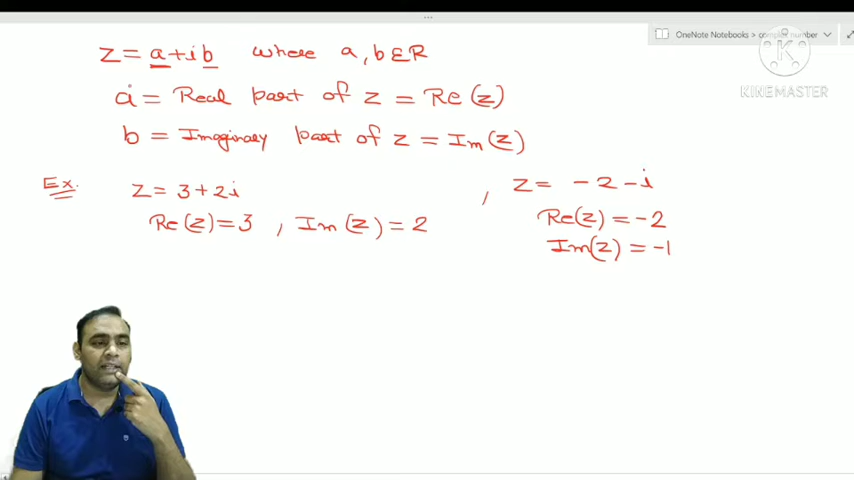 OneNote Notebooks > complex number
KINEMASTER
z = a + i b where a, b ∈ R
a = Real part of z = Re(z)
b = Imaginary part of z = Im(z)
Ex. z = 3 + 2i , z = -2 - i
Re(z) = 3 , Im(z) = 2 Re(z) = -2
Im(z) = -1